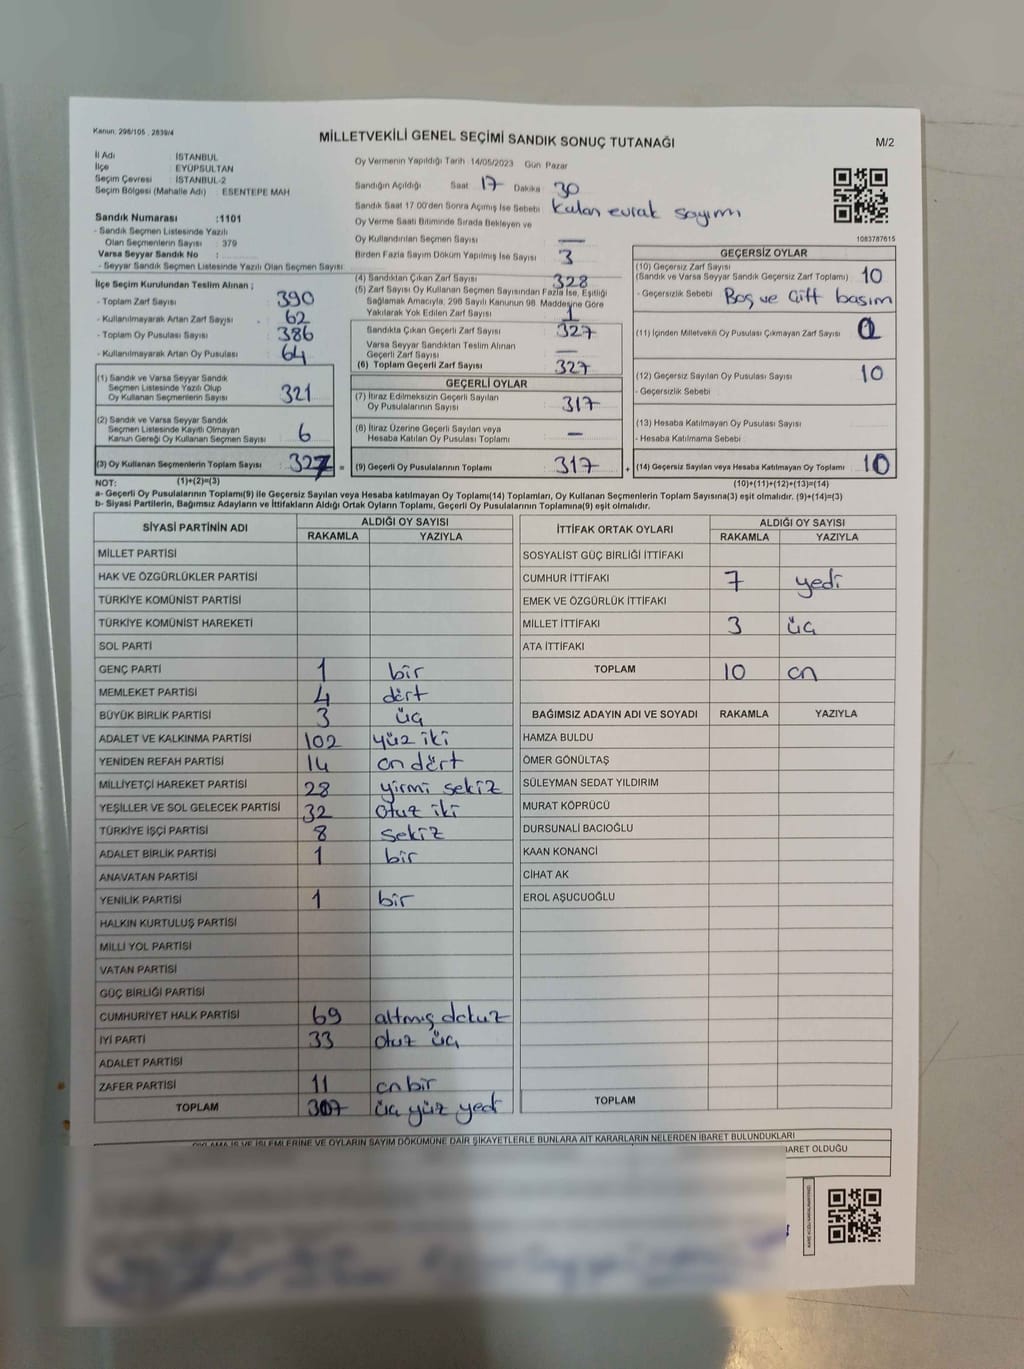 Kanun, 298/105 , 2839/4
MİLLETVEKİLİ GENEL SEÇİMİ SANDIK SONUÇ TUTANAĞI
M/2
İl Adı : İSTANBUL
İlçe : EYÜPSULTAN
Seçim Çevresi : İSTANBUL-2
Seçim Bölgesi (Mahalle Adı) : ESENTEPE MAH
Sandık Numarası :1101
- Sandık Seçmen Listesinde Yazılı
Olan Seçmenlerin Sayısı : 379
Varsa Seyyar Sandık No :
- Seyyar Sandık Seçmen Listesinde Yazılı Olan Seçmen Sayısı:
Oy Vermenin Yapıldığı Tarih 14/05/2023 Gün Pazar
Sandığın Açıldığı Saat 17 Dakika 30
Sandık Saat 17 00'den Sonra Açılmış İse Sebebi Kalan evrak sayımı
Oy Verme Saati Bitiminde Sırada Bekleyen ve
Oy Kullandırılan Seçmen Sayısı —
Birden Fazla Sayım Döküm Yapılmış İse Sayısı 3
1083787615
İlçe Seçim Kurulundan Teslim Alınan ;
- Toplam Zarf Sayısı 390
- Kullanılmayarak Artan Zarf Sayısı 62
- Toplam Oy Pusulası Sayısı 386
- Kullanılmayarak Artan Oy Pusulası 64
(1) Sandık ve Varsa Seyyar Sandık
Seçmen Listesinde Yazılı Olup
Oy Kullanan Seçmenlerin Sayısı 321
(2) Sandık ve Varsa Seyyar Sandık
Seçmen Listesinde Kayıtlı Olmayan
Kanun Gereği Oy Kullanan Seçmen Sayısı 6
(3) Oy Kullanan Seçmenlerin Toplam Sayısı 327 =
(4) Sandıktan Çıkan Zarf Sayısı 328
(5) Zarf Sayısı Oy Kullanan Seçmen Sayısından Fazla İse, Eşitliği
Sağlamak Amacıyla, 298 Sayılı Kanunun 98. Maddesine Göre
Yakılarak Yok Edilen Zarf Sayısı 1
Sandıkta Çıkan Geçerli Zarf Sayısı 327
Varsa Seyyar Sandıktan Teslim Alınan
Geçerli Zarf Sayısı —
(6) Toplam Geçerli Zarf Sayısı 327
GEÇERLİ OYLAR
(7) İtiraz Edilmeksizin Geçerli Sayılan
Oy Pusulalarının Sayısı 317
(8) İtiraz Üzerine Geçerli Sayılan veya
Hesaba Katılan Oy Pusulası Toplamı —
(9) Geçerli Oy Pusulalarının Toplamı 317 +
GEÇERSİZ OYLAR
(10) Geçersiz Zarf Sayısı
(Sandık ve Varsa Seyyar Sandık Geçersiz Zarf Toplamı) 10
- Geçersizlik Sebebi Boş ve Çift basım
(11) İçinden Milletvekili Oy Pusulası Çıkmayan Zarf Sayısı
(12) Geçersiz Sayılan Oy Pusulası Sayısı 10
- Geçersizlik Sebebi
(13) Hesaba Katılmayan Oy Pusulası Sayısı
- Hesaba Katılmama Sebebi
(14) Geçersiz Sayılan veya Hesaba Katılmayan Oy Toplamı 10
NOT: (1)+(2)=(3) (10)+(11)+(12)+(13)=(14)
a- Geçerli Oy Pusulalarının Toplamı(9) ile Geçersiz Sayılan veya Hesaba katılmayan Oy Toplamı(14) Toplamları, Oy Kullanan Seçmenlerin Toplam Sayısına(3) eşit olmalıdır. (9)+(14)=(3)
b- Siyasi Partilerin, Bağımsız Adayların ve İttifakların Aldığı Ortak Oyların Toplamı, Geçerli Oy Pusulalarının Toplamına(9) eşit olmalıdır.
SİYASİ PARTİNİN ADI ALDIĞI OY SAYISI
RAKAMLA YAZIYLA
MİLLET PARTİSİ
HAK VE ÖZGÜRLÜKLER PARTİSİ
TÜRKİYE KOMÜNİST PARTİSİ
TÜRKİYE KOMÜNİST HAREKETİ
SOL PARTİ
GENÇ PARTİ 1 bir
MEMLEKET PARTİSİ 4 dört
BÜYÜK BİRLİK PARTİSİ 3 üç
ADALET VE KALKINMA PARTİSİ 102 yüz iki
YENİDEN REFAH PARTİSİ 14 on dört
MİLLİYETÇİ HAREKET PARTİSİ 28 yirmi sekiz
YEŞİLLER VE SOL GELECEK PARTİSİ 32 otuz iki
TÜRKİYE İŞÇİ PARTİSİ 8 sekiz
ADALET BİRLİK PARTİSİ 1 bir
ANAVATAN PARTİSİ
YENİLİK PARTİSİ 1 bir
HALKIN KURTULUŞ PARTİSİ
MİLLİ YOL PARTİSİ
VATAN PARTİSİ
GÜÇ BİRLİĞİ PARTİSİ
CUMHURİYET HALK PARTİSİ 69 altmış dokuz
İYİ PARTİ 33 otuz üç
ADALET PARTİSİ
ZAFER PARTİSİ 11 on bir
TOPLAM 307 üç yüz yedi
İTTİFAK ORTAK OYLARI ALDIĞI OY SAYISI
RAKAMLA YAZIYLA
SOSYALİST GÜÇ BİRLİĞİ İTTİFAKI
CUMHUR İTTİFAKI 7 yedi
EMEK VE ÖZGÜRLÜK İTTİFAKI
MİLLET İTTİFAKI 3 üç
ATA İTTİFAKI
TOPLAM 10 on
BAĞIMSIZ ADAYIN ADI VE SOYADI RAKAMLA YAZIYLA
HAMZA BULDU
ÖMER GÖNÜLTAŞ
SÜLEYMAN SEDAT YILDIRIM
MURAT KÖPRÜCÜ
DURSUNALİ BACIOĞLU
KAAN KONANCİ
CİHAT AK
EROL AŞUCUOĞLU
TOPLAM
OYLAMA İŞ VE İŞLEMLERİNE VE OYLARIN SAYIM DÖKÜMÜNE DAİR ŞİKAYETLERLE BUNLARA AİT KARARLARIN NELERDEN İBARET BULUNDUKLARI
İBARET OLDUĞU